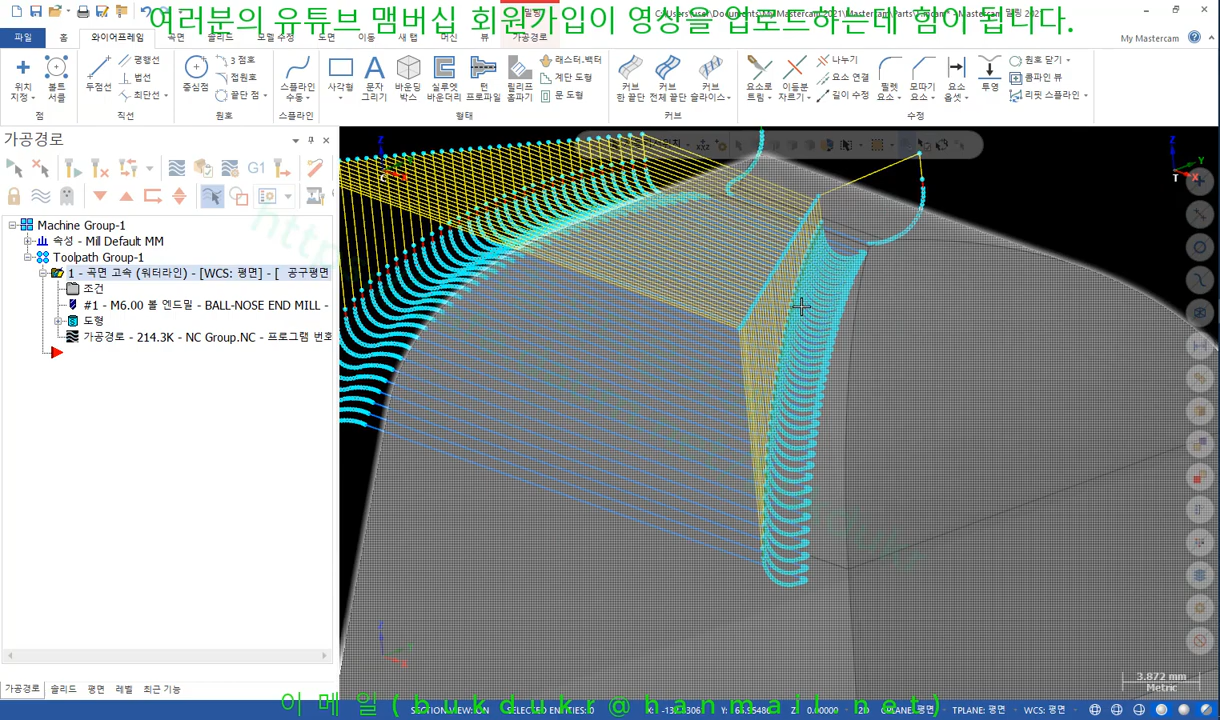 여러분의 유튜브 맴버십 회원가입이 영상을 업로드하는데 힘이 됩니다.
파일 홈 와이어프레임 곡면 솔리드 모델 수정 도면 이동 새 탭 머신 뷰 가공경로 My Mastercam
위치 지정 볼트 서클 두점선 평행선 법선 최단선 중심점 3 점호 접원호 끝단 점 스플라인 수동 사각형 문자 그리기 바운딩 박스 실루엣 바운더리 턴 프로파일 릴리프 홈파기 래스터.벡터 계단 도형 문 도형 커브 한 끝단 커브 전체 끝단 커브 슬라이스 요소로 트림 이동분 자르기 나누기 요소 연결 길이 수정 필렛 요소 모따기 요소 요소 옵셋 투영 원호 닫기 콤파인 뷰 리핏 스플라인
점 직선 원호 스플라인 형태 커브 수정
가공경로
G1
Machine Group-1
속성 - Mil Default MM
Toolpath Group-1
1 - 곡면 고속 (워터라인) - [WCS: 평면] - [ 공구평면
조건
#1 - M6.00 볼 엔드밀 - BALL-NOSE END MILL -
도형
가공경로 - 214.3K - NC Group.NC - 프로그램 번호
3.872 mm
Metric
가공경로 솔리드 평면 레벨 최근 기능
이 메 일 ( h u k d u k r @ h a n m a i l . n e t )
SECTION VIEW: ON SELECTED ENTITIES: 0 TPLANE: 평면 WCS: 평면